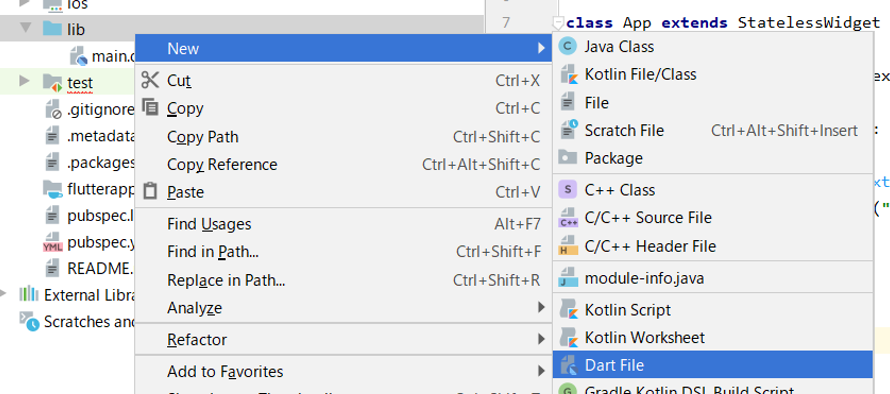 ios
lib
main.
test
.gitignore
.metadata
.packages
flutterapp
pubspec.l
pubspec.y
README.
External Libra
Scratches and
New
Cut Ctrl+X
Copy Ctrl+C
Copy Path Ctrl+Shift+C
Copy Reference Ctrl+Alt+Shift+C
Paste Ctrl+V
Find Usages Alt+F7
Find in Path... Ctrl+Shift+F
Replace in Path... Ctrl+Shift+R
Analyze
Refactor
Add to Favorites
7 class App extends StatelessWidget
Java Class
Kotlin File/Class
File
Scratch File Ctrl+Alt+Shift+Insert
Package
C++ Class
C/C++ Source File
C/C++ Header File
module-info.java
Kotlin Script
Kotlin Worksheet
Dart File
Gradle Kotlin DSL Build Script
ex
:
xt
("